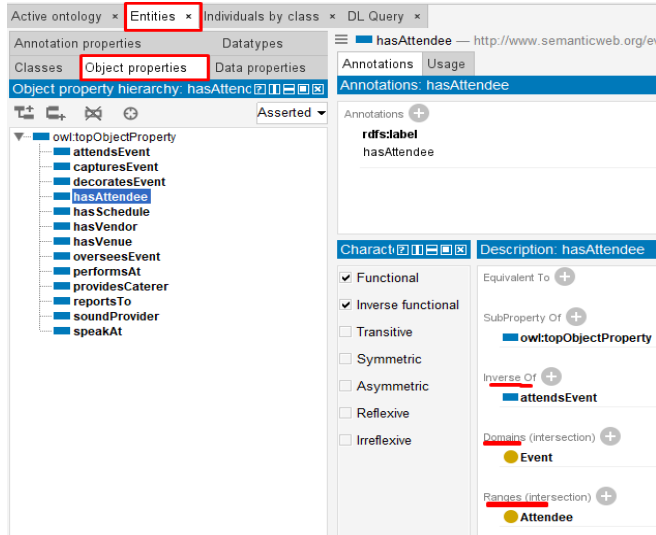 Active ontology × Entities × Individuals by class × DL Query ×
Annotation properties Datatypes
Classes Object properties Data properties
Object property hierarchy: hasAttenc
Asserted
owl:topObjectProperty
attendsEvent
capturesEvent
decoratesEvent
hasAttendee
hasSchedule
hasVendor
hasVenue
overseesEvent
performsAt
providesCaterer
reportsTo
soundProvider
speakAt
hasAttendee — http://www.semanticweb.org/ev
Annotations Usage
Annotations: hasAttendee
Annotations
rdfs:label
hasAttendee
Characte
Functional
Inverse functional
Transitive
Symmetric
Asymmetric
Reflexive
Irreflexive
Description: hasAttendee
Equivalent To
SubProperty Of
owl:topObjectProperty
Inverse Of
attendsEvent
Domains (intersection)
Event
Ranges (intersection)
Attendee